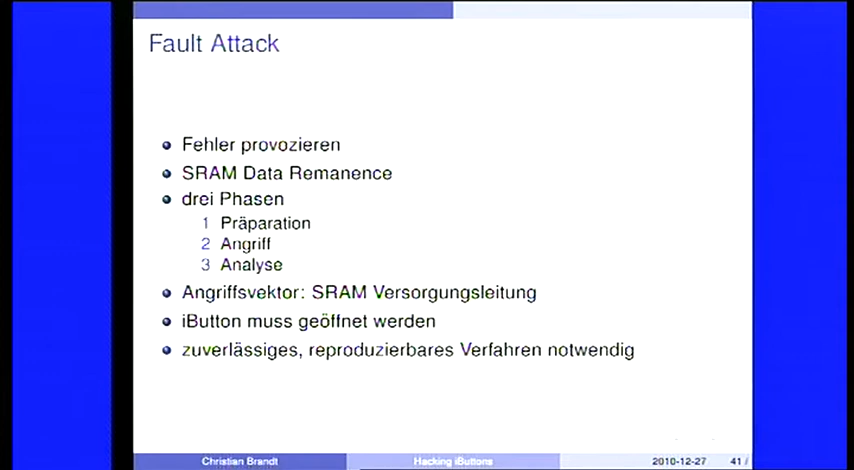 Fault Attack
Fehler provozieren
SRAM Data Remanence
drei Phasen
1 Präparation
2 Angriff
3 Analyse
Angriffsvektor: SRAM Versorgungsleitung
iButton muss geöffnet werden
zuverlässiges, reproduzierbares Verfahren notwendig
Christian Brandt Hacking iButtons 2010-12-27 41 /